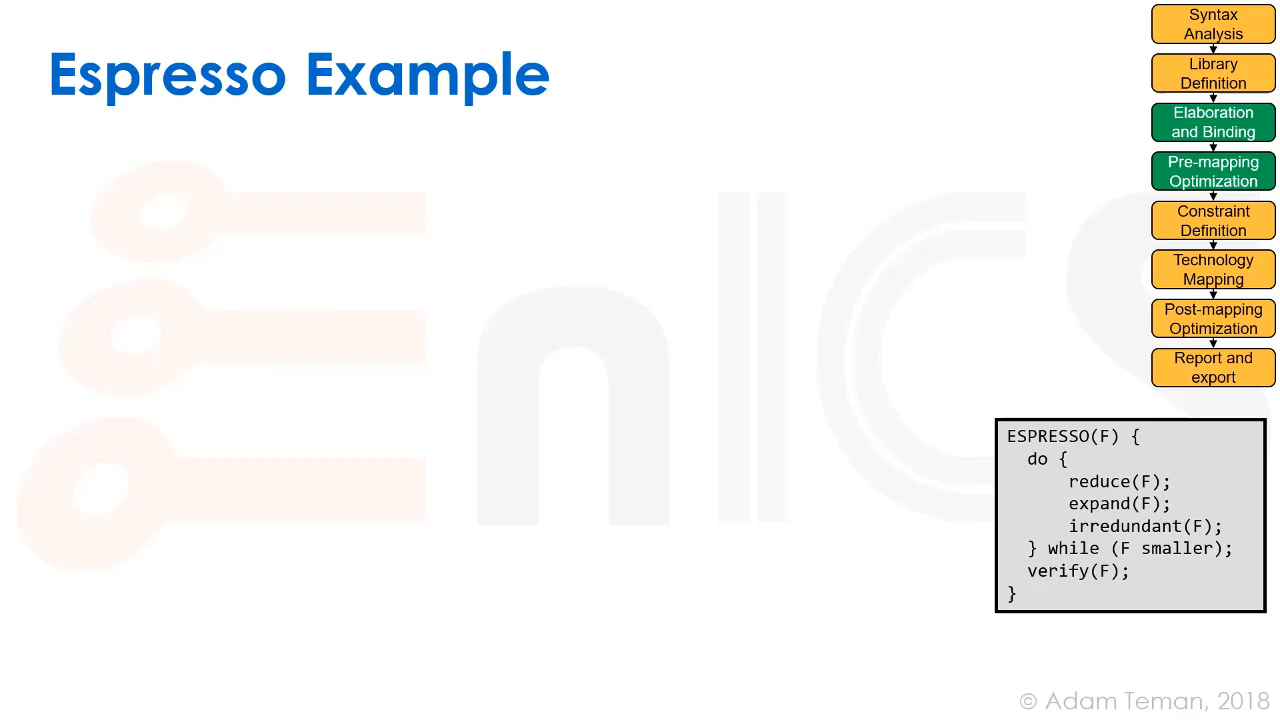 Espresso Example
Syntax
Analysis
Library
Definition
Elaboration
and Binding
Pre-mapping
Optimization
Constraint
Definition
Technology
Mapping
Post-mapping
Optimization
Report and
export
ESPRESSO(F) {
do {
reduce(F);
expand(F);
irredundant(F);
} while (F smaller);
verify(F);
}
EnICS
© Adam Teman, 2018